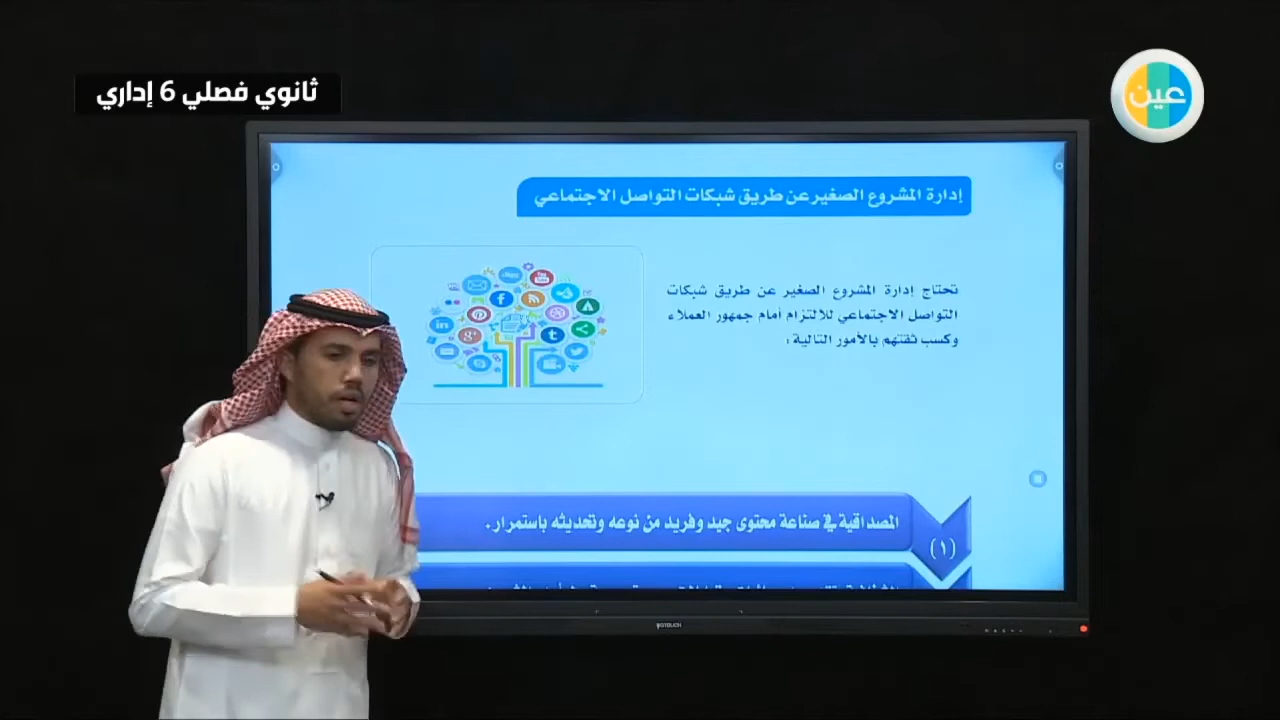 ثانوي فصلي 6 إداري
عين
إدارة المشروع الصغير عن طريق شبكات التواصل الاجتماعي
تحتاج إدارة المشروع الصغير عن طريق شبكات
التواصل الاجتماعي للالتزام أمام جمهور العملاء
وكسب ثقتهم بالأمور التالية :
المصداقية في صناعة محتوى جيد وفريد من نوعه وتحديثه باستمرار.
(١)